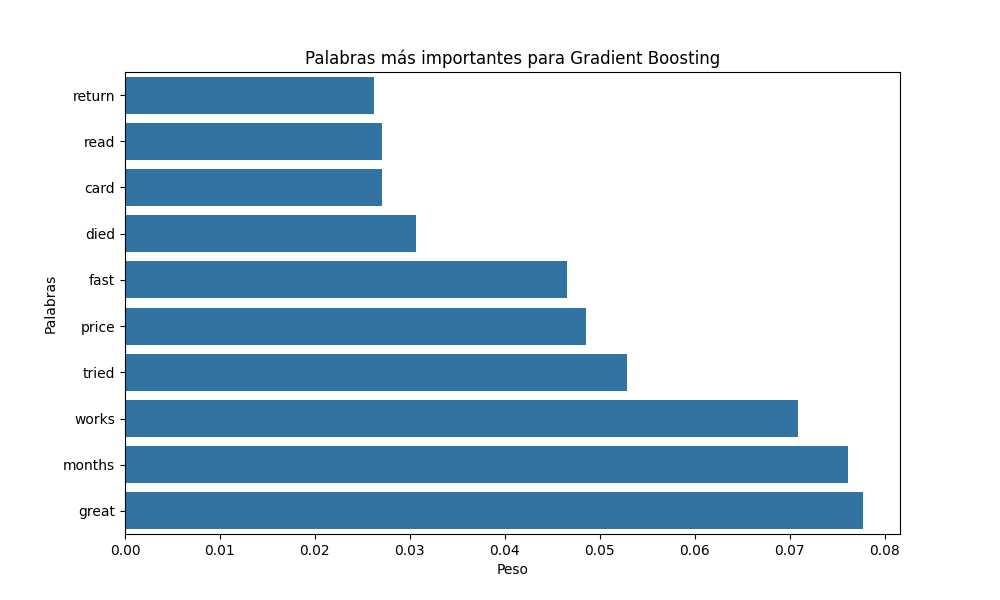 Palabras más importantes para Gradient Boosting
return
read
card
died
fast
price
tried
works
months
great
Palabras
0.00 0.01 0.02 0.03 0.04 0.05 0.06 0.07 0.08
Peso